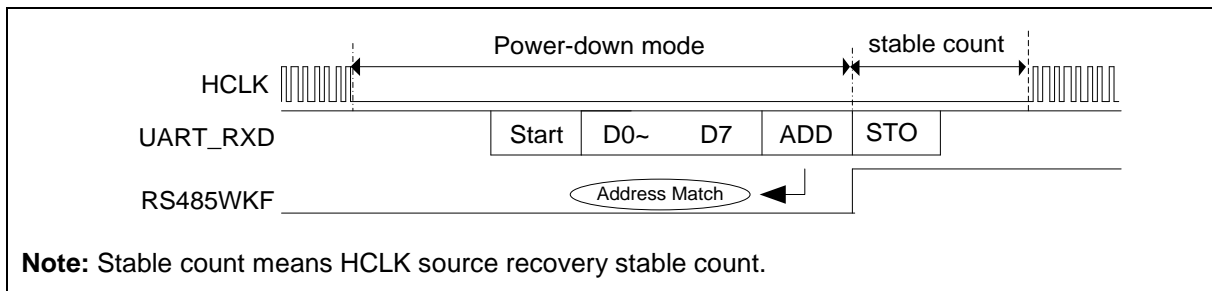 Power-down mode stable count
HCLK
UART_RXD Start D0~ D7 ADD STO
Address Match
RS485WKF
Note: Stable count means HCLK source recovery stable count.